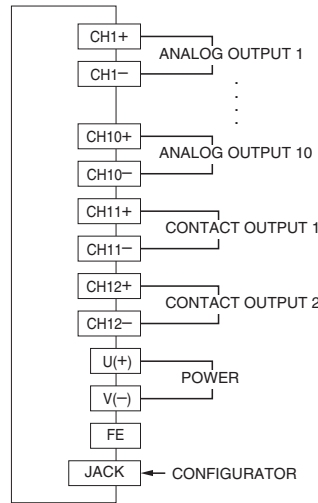 CH1+
ANALOG OUTPUT 1
CH1−
CH10+
ANALOG OUTPUT 10
CH10−
CH11+
CONTACT OUTPUT 1
CH11−
CH12+
CONTACT OUTPUT 2
CH12−
U(+)
POWER
V(−)
FE
JACK
CONFIGURATOR